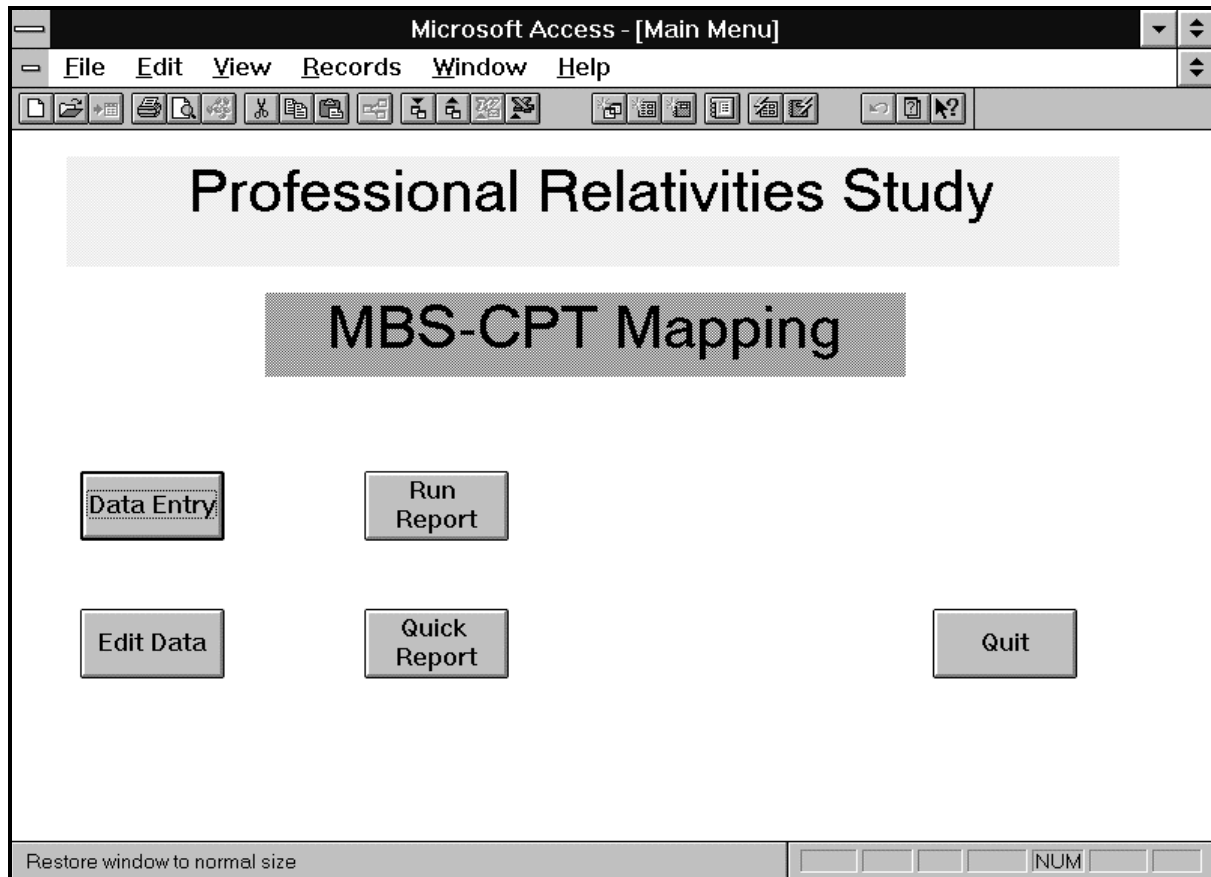 Microsoft Access - [Main Menu]
File Edit View Records Window Help
Professional Relativities Study
MBS-CPT Mapping
Data Entry
Run
Report
Edit Data
Quick
Report
Quit
Restore window to normal size
NUM